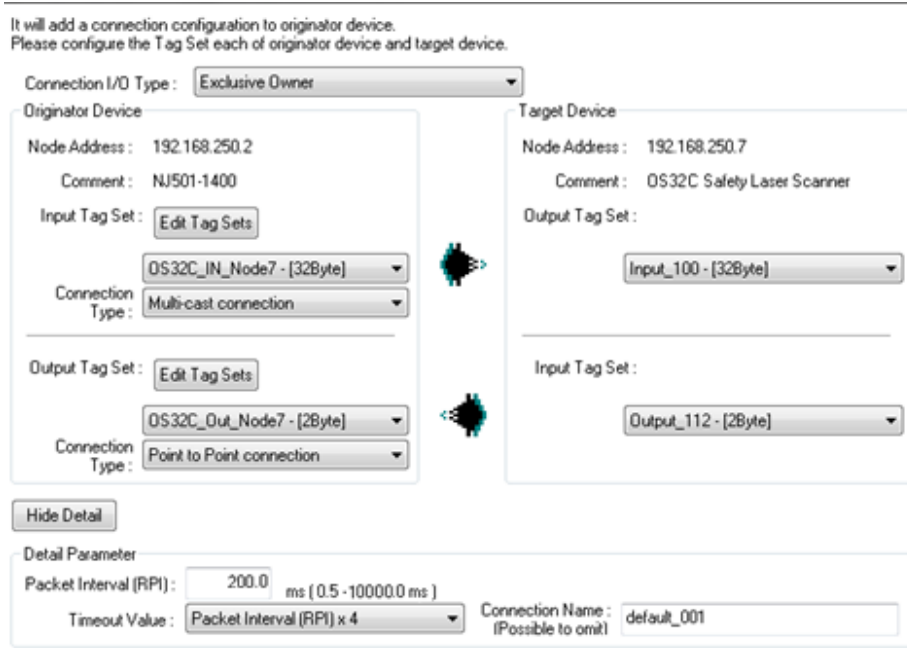 It will add a connection configuration to originator device.
Please configure the Tag Set each of originator device and target device.
Connection I/O Type : Exclusive Owner
Originator Device
Node Address : 192.168.250.2
Comment : NJ501-1400
Input Tag Set : Edit Tag Sets
OS32C_IN_Node7 - [32Byte]
Connection Type : Multi-cast connection
Output Tag Set : Edit Tag Sets
OS32C_Out_Node7 - [2Byte]
Connection Type : Point to Point connection
Target Device
Node Address : 192.168.250.7
Comment : OS32C Safety Laser Scanner
Output Tag Set :
Input_100 - [32Byte]
Input Tag Set :
Output_112 - [2Byte]
Hide Detail
Detail Parameter
Packet Interval (RPI) : 200.0 ms ( 0.5 - 10000.0 ms )
Timeout Value : Packet Interval (RPI) x 4
Connection Name : default_001
(Possible to omit)